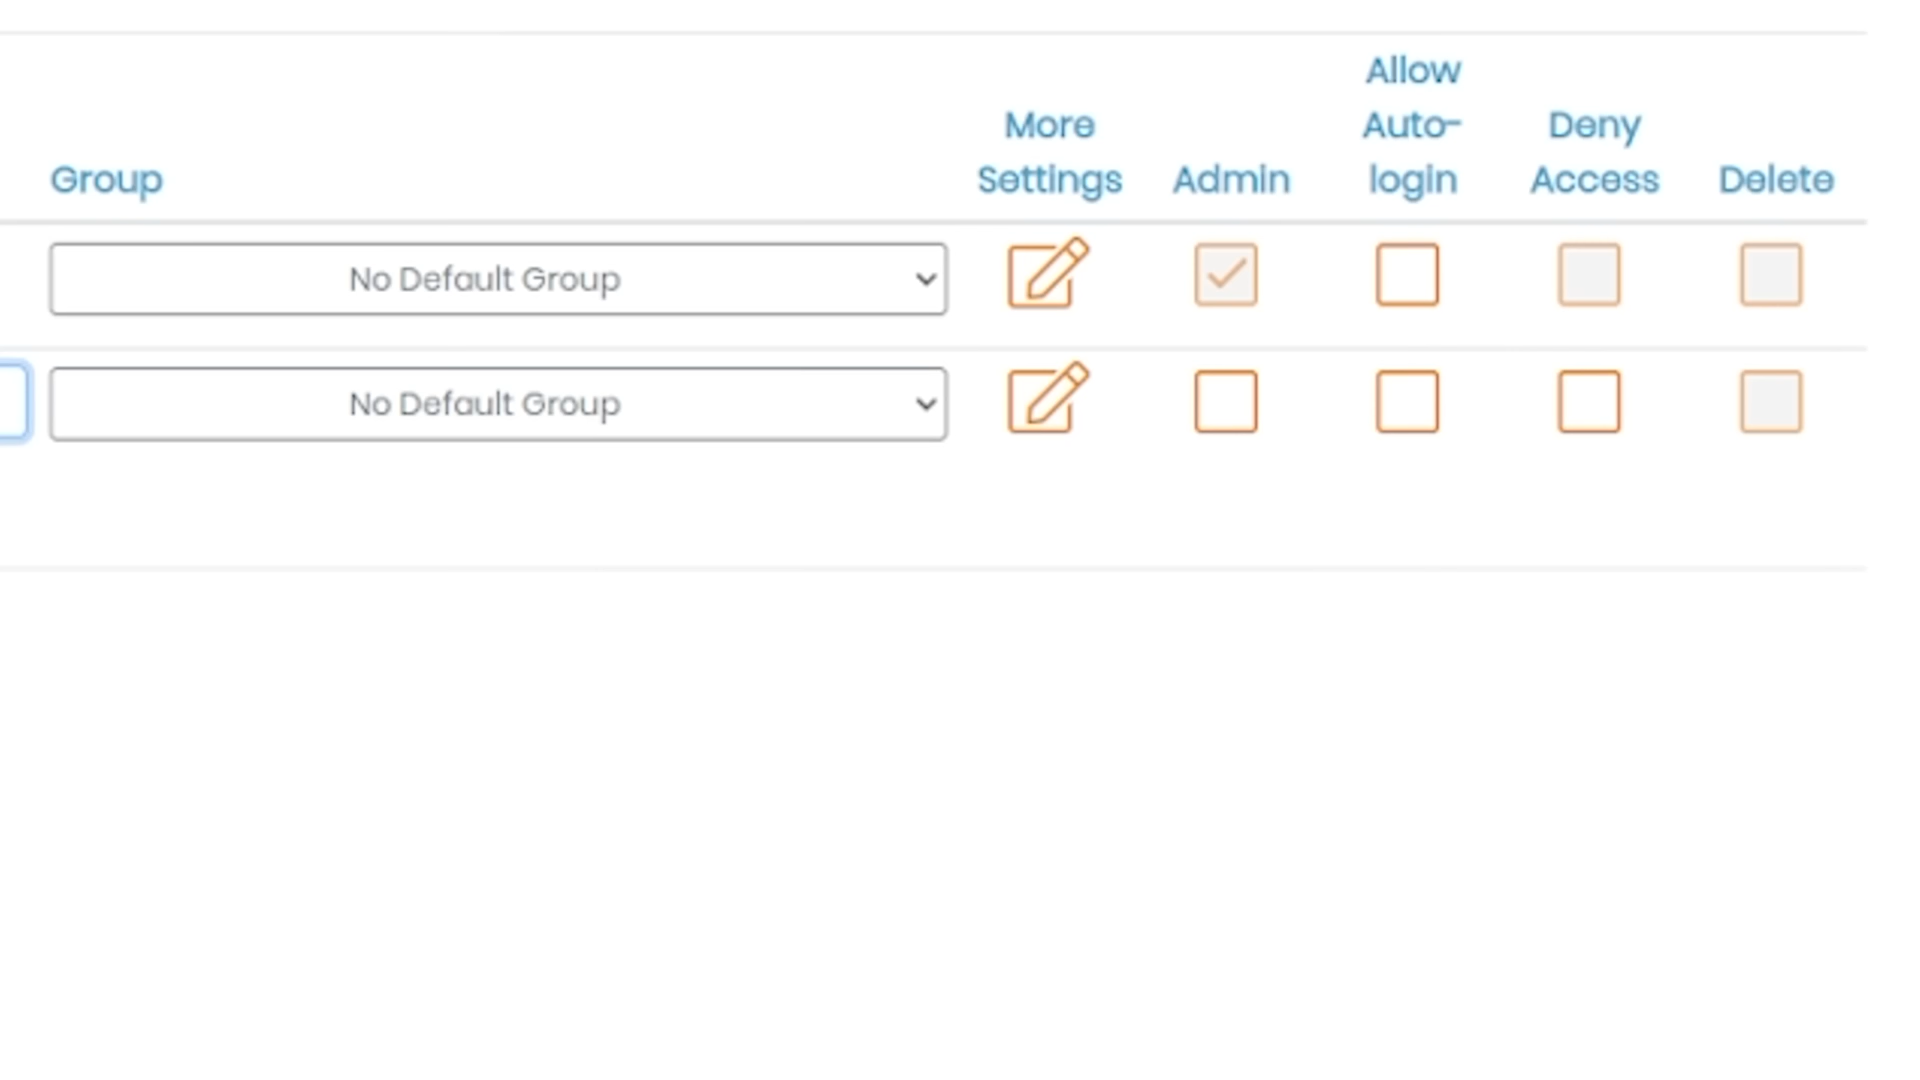 Group
More
Settings
Admin
Allow
Auto-
login
Deny
Access
Delete
No Default Group
No Default Group